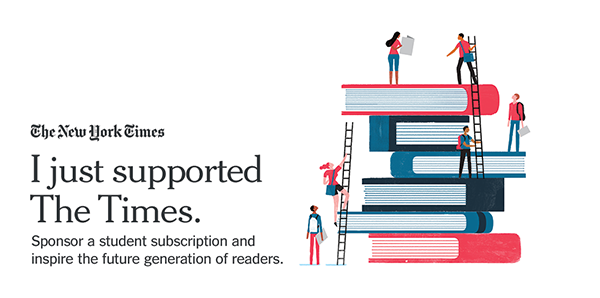 The New York Times
I just supported
The Times.
Sponsor a student subscription and
inspire the future generation of readers.